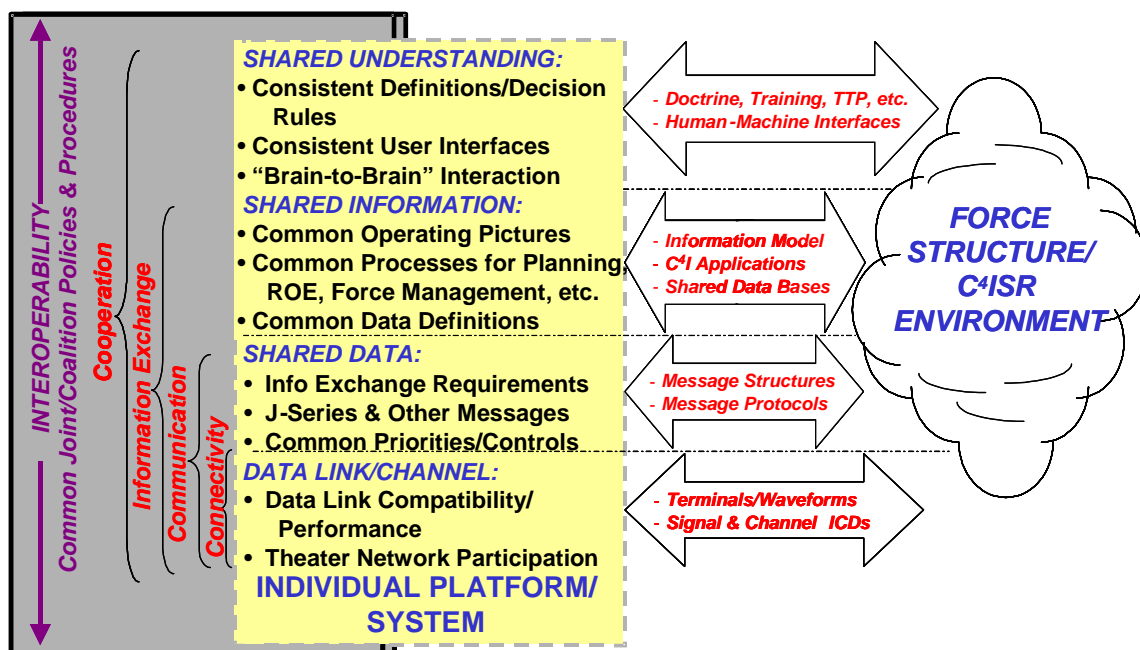 INTEROPERABILITY
Common Joint/Coalition Policies & Procedures
Cooperation
Information Exchange
Communication
Connectivity
SHARED UNDERSTANDING:
• Consistent Definitions/Decision
Rules
• Consistent User Interfaces
• “Brain-to-Brain” Interaction
SHARED INFORMATION:
• Common Operating Pictures
• Common Processes for Planning,
ROE, Force Management, etc.
• Common Data Definitions
SHARED DATA:
• Info Exchange Requirements
• J-Series & Other Messages
• Common Priorities/Controls
DATA LINK/CHANNEL:
• Data Link Compatibility/
Performance
• Theater Network Participation
INDIVIDUAL PLATFORM/
SYSTEM
- Doctrine, Training, TTP, etc.
- Human-Machine Interfaces
- Information Model
- C⁴I Applications
- Shared Data Bases
- Message Structures
- Message Protocols
- Terminals/Waveforms
- Signal & Channel ICDs
FORCE
STRUCTURE/
C⁴ISR
ENVIRONMENT